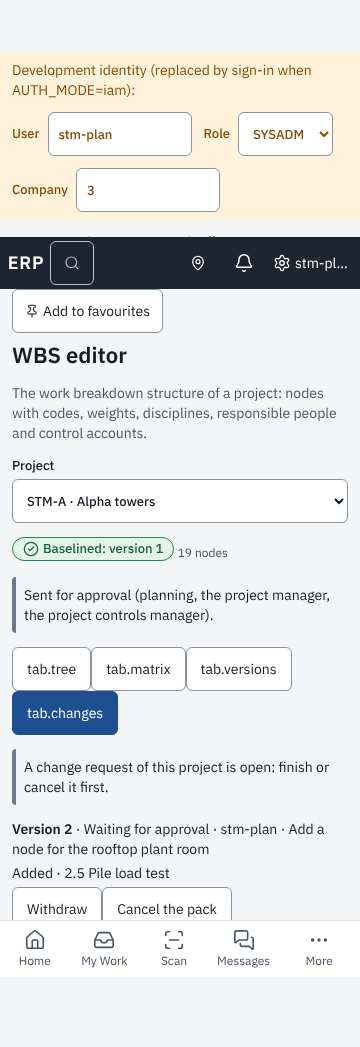 Development identity (replaced by sign-in when
AUTH_MODE=iam):
User stm-plan Role SYSADM
Company 3
ERP stm-pl...
Add to favourites
WBS editor
The work breakdown structure of a project: nodes
with codes, weights, disciplines, responsible people
and control accounts.
Project
STM-A · Alpha towers
Baselined: version 1 19 nodes
Sent for approval (planning, the project manager,
the project controls manager).
tab.tree tab.matrix tab.versions
tab.changes
A change request of this project is open: finish or
cancel it first.
Version 2 · Waiting for approval · stm-plan · Add a
node for the rooftop plant room
Added · 2.5 Pile load test
Withdraw Cancel the pack
Home My Work Scan Messages More